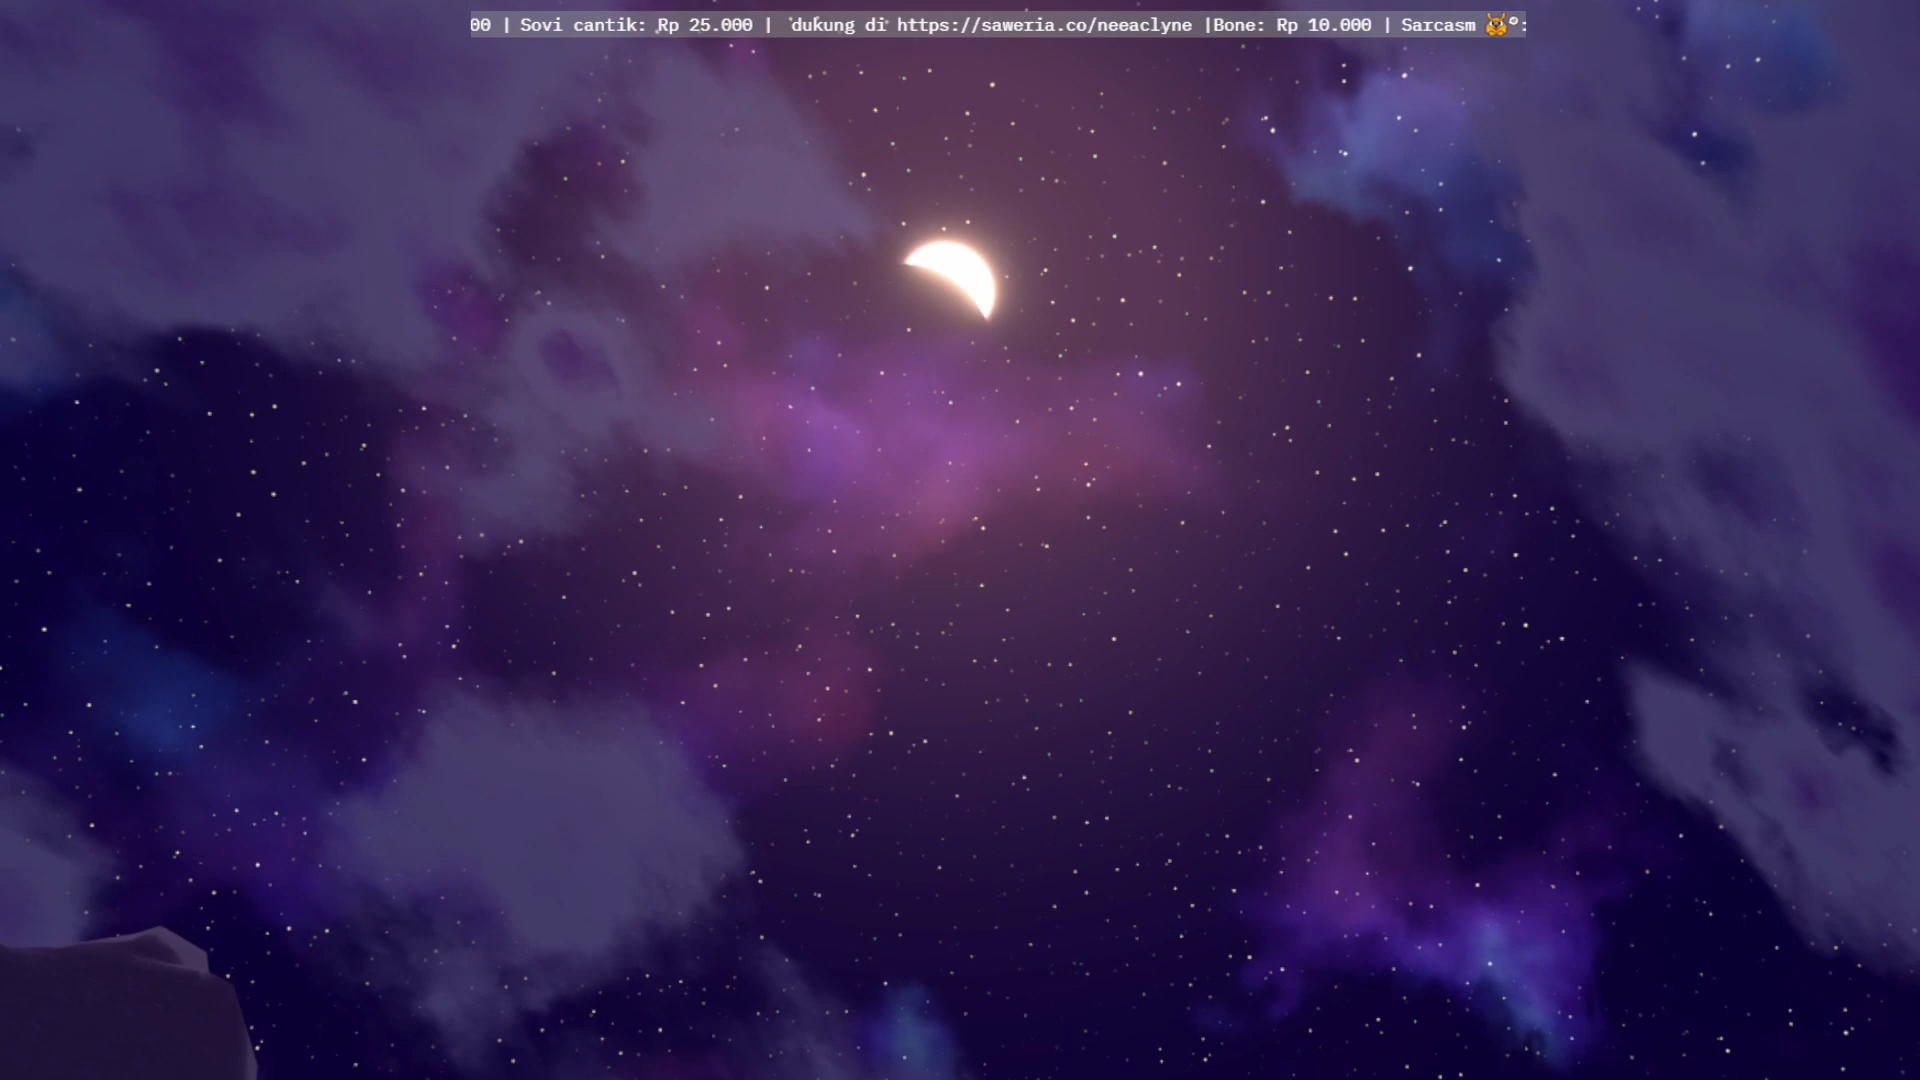 00 | Sovi cantik: Rp 25.000 | dukung di https://saweria.co/neeaclyne |Bone: Rp 10.000 | Sarcasm 👹 :